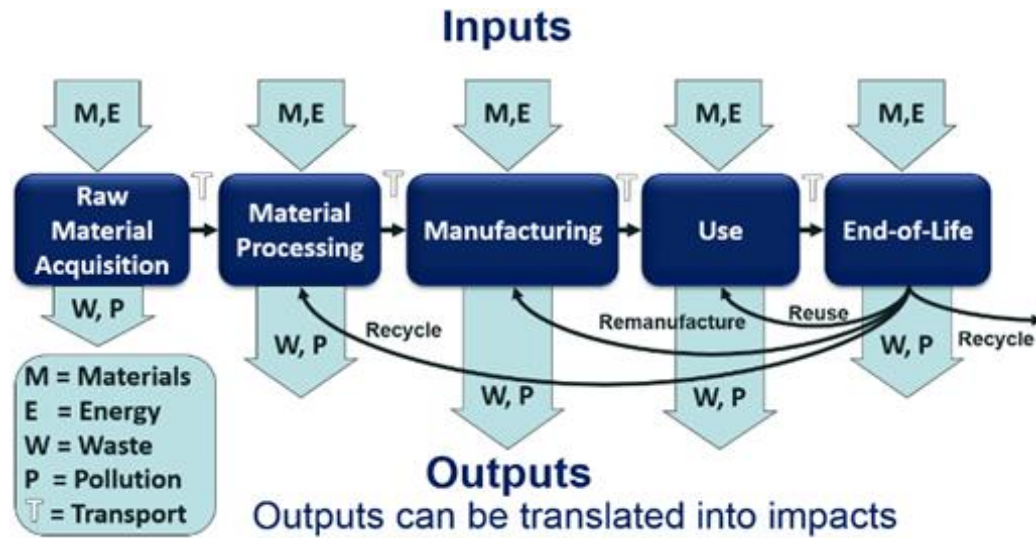 Inputs
M,E
M,E
M,E
M,E
M,E
T
T
T
T
Raw
Material
Acquisition
Material
Processing
Manufacturing
Use
End-of-Life
W, P
Recycle
W, P
Remanufacture
W, P
Reuse
W, P
W, P
Recycle
M = Materials
E = Energy
W = Waste
P = Pollution
T = Transport
Outputs
Outputs can be translated into impacts